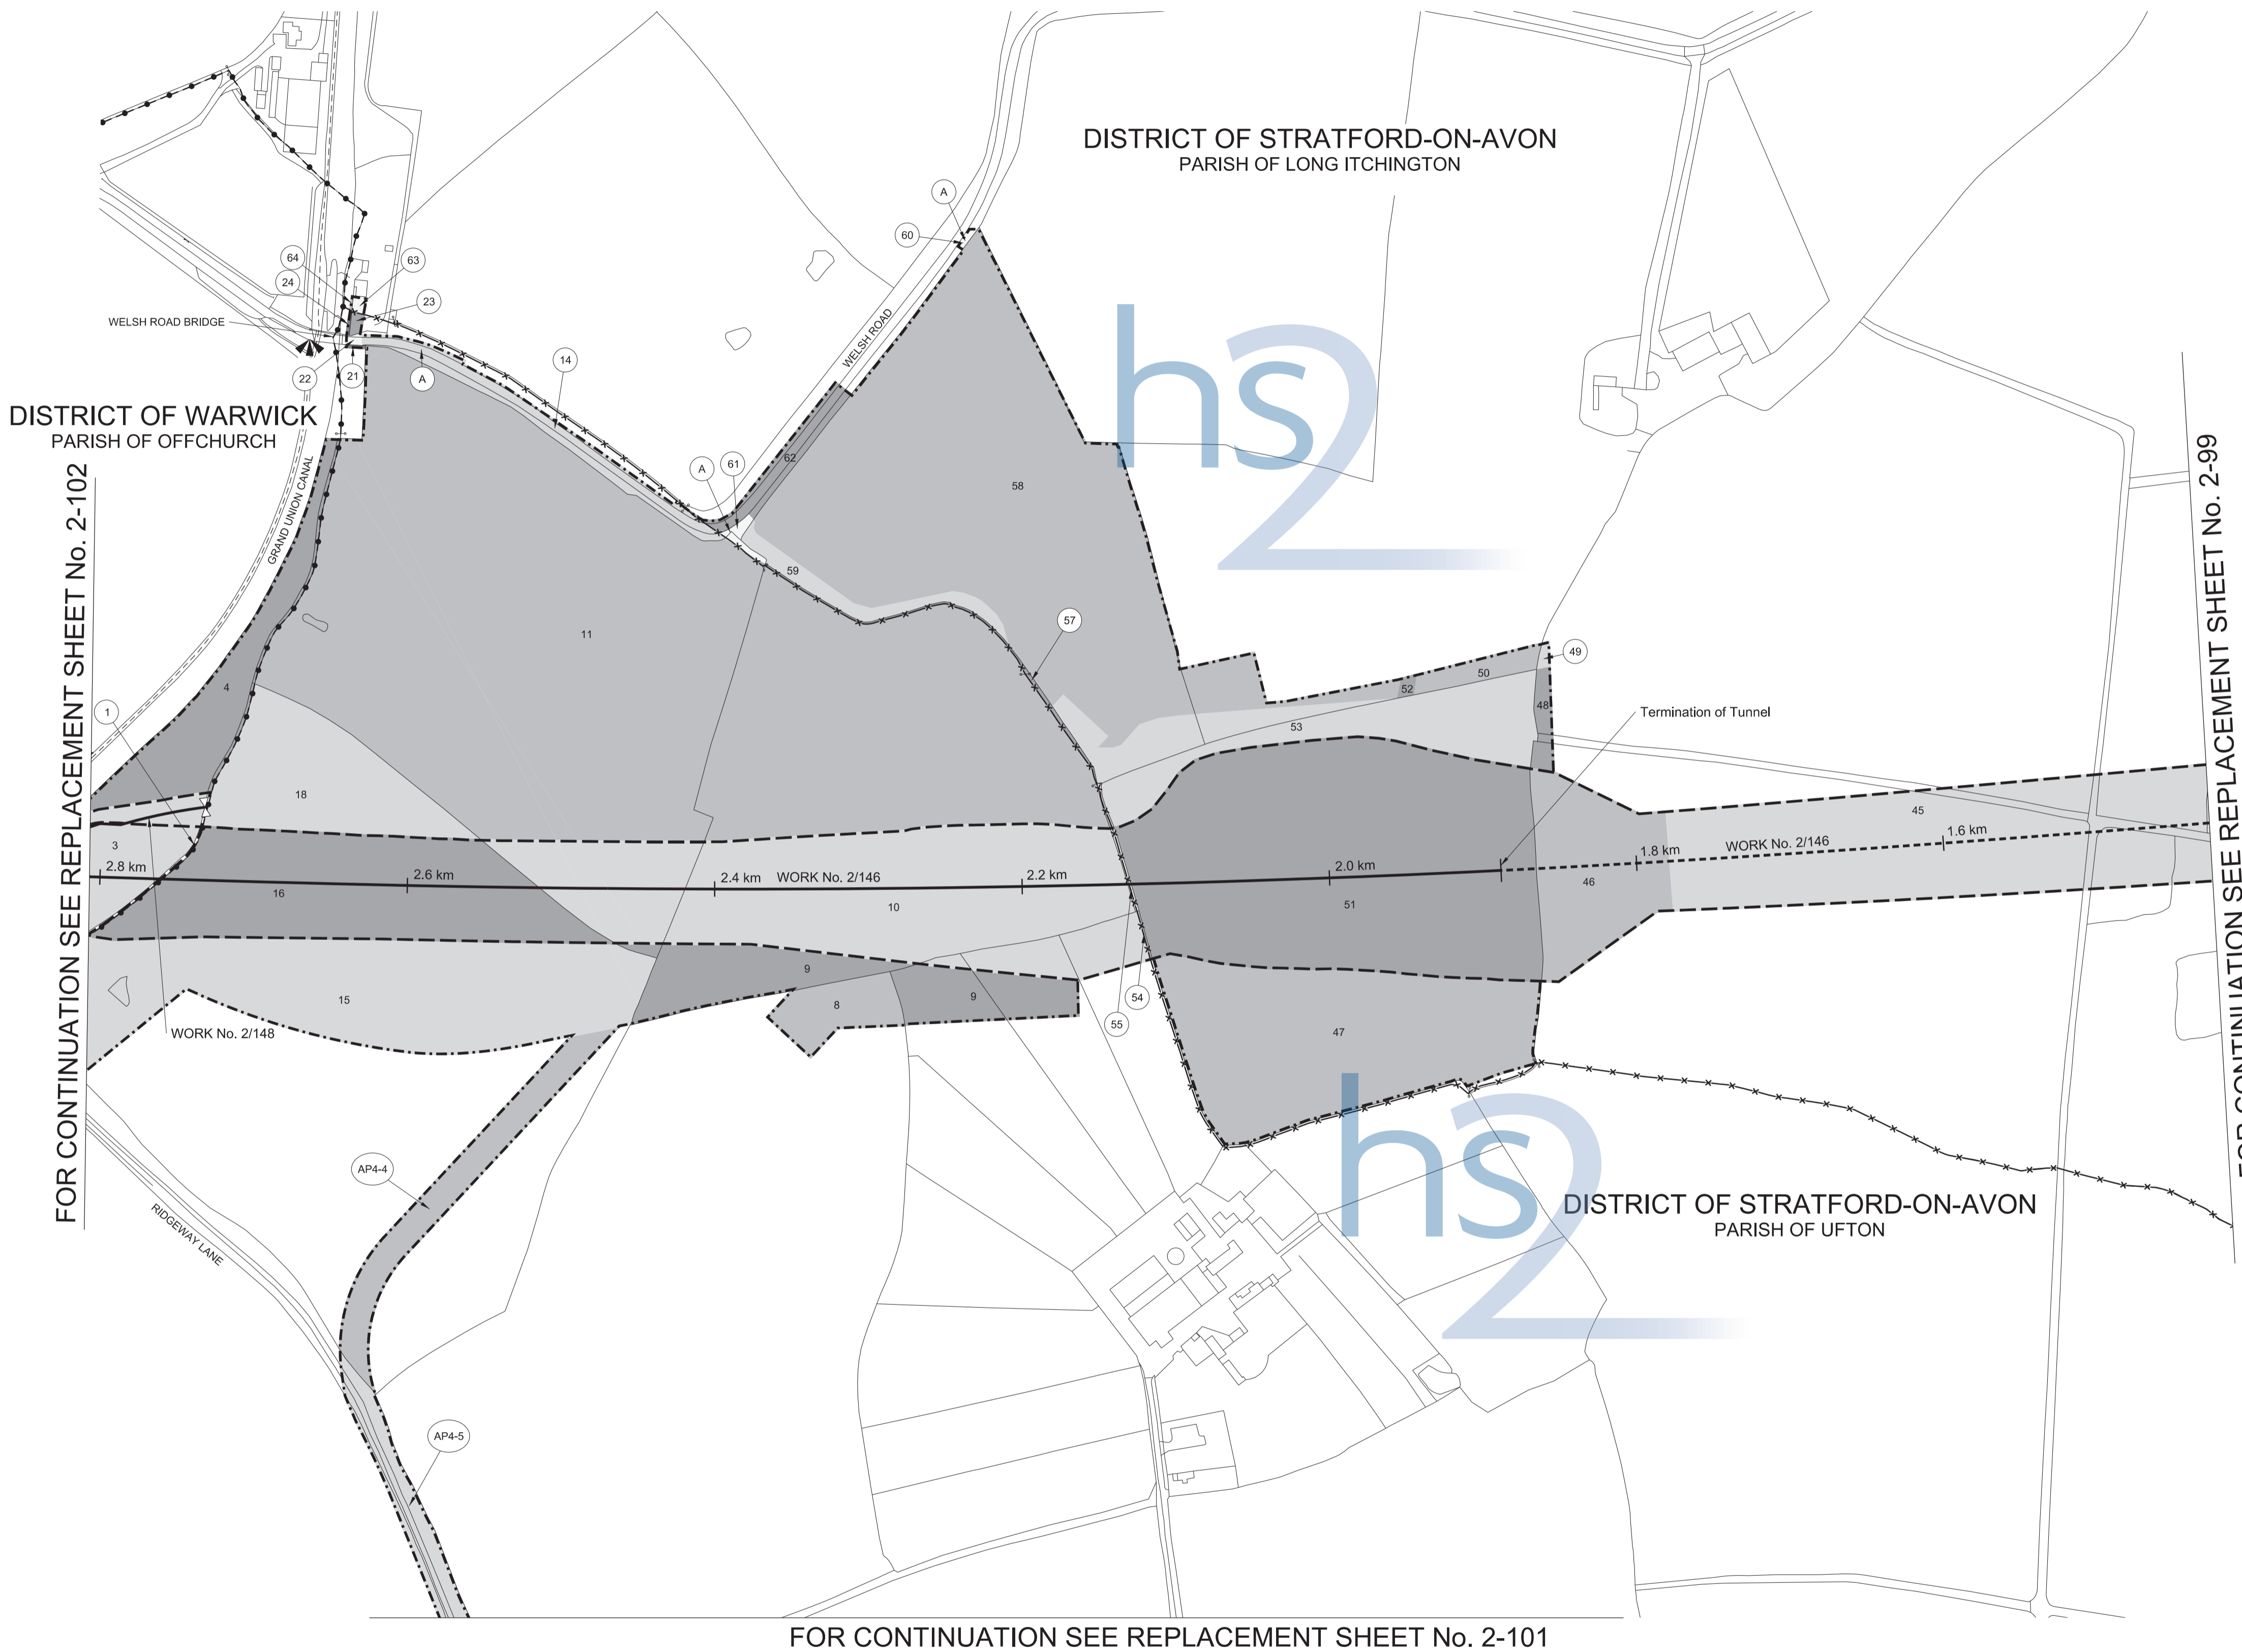 DISTRICT OF STRATFORD-ON-AVON
PARISH OF LONG ITCHINGTON
A
60
64
63
24
23
WELSH ROAD BRIDGE
22
21
A
14
WELSH ROAD
hs2
DISTRICT OF WARWICK
PARISH OF OFFCHURCH
GRAND UNION CANAL
FOR CONTINUATION SEE REPLACEMENT SHEET No. 2-102
FOR CONTINUATION SEE REPLACEMENT SHEET No. 2-99
62
A
61
58
59
11
57
49
50
52
48
53
4
1
Termination of Tunnel
18
45
3
2.8 km
2.6 km
2.4 km
WORK No. 2/146
2.2 km
2.0 km
1.8 km
WORK No. 2/146
1.6 km
16
10
51
46
9
15
8
9
54
55
47
WORK No. 2/148
hs2
AP4-4
DISTRICT OF STRATFORD-ON-AVON
PARISH OF UFTON
RIDGEWAY LANE
AP4-5
FOR CONTINUATION SEE REPLACEMENT SHEET No. 2-101